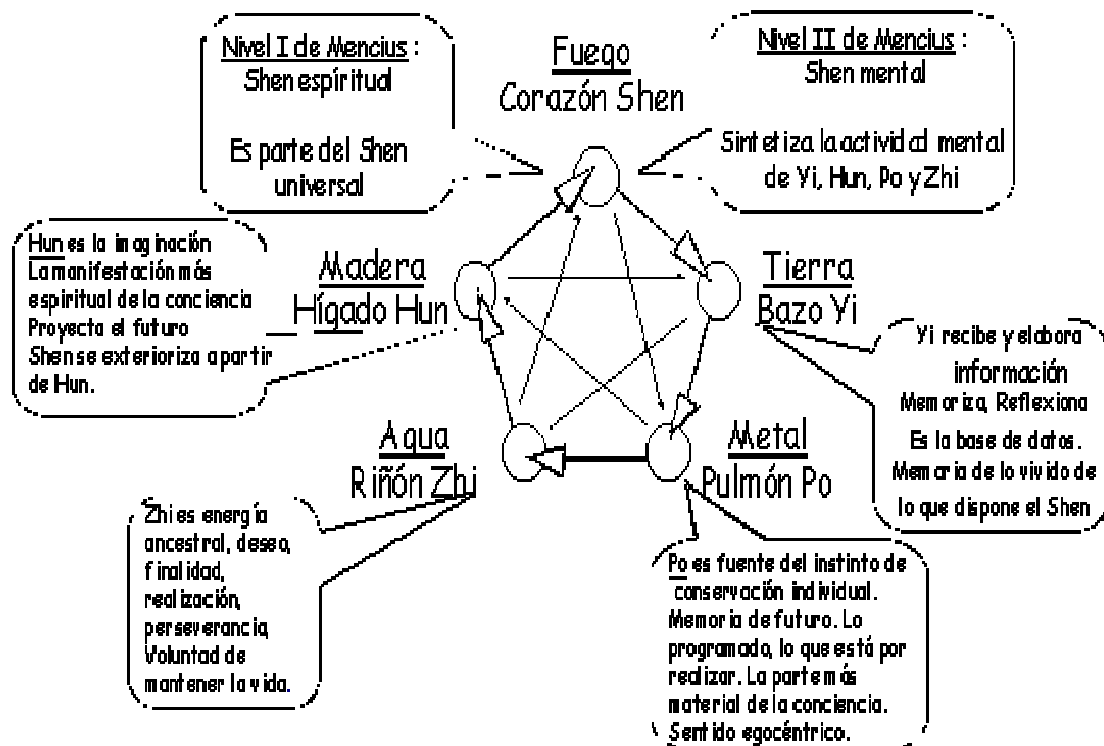 Nivel I de Mencius :
Shen espíritual
Es parte del Shen
universal
Fuego
Corazón Shen
Nivel II de Mencius :
Shen mental
Sintetiza la actividad mental
de Yi, Hun, Po y Zhi
Hun es la imaginación
La manifestación más
espiritual de la conciencia
Proyecta el futuro
Shen se exterioriza a partir
de Hun.
Madera
Hígado Hun
Tierra
Bazo Yi
Yi recibe y elabora
información
Memoriza, Reflexiona
Es la base de datos.
Memoria de lo vivido de
lo que dispone el Shen
Agua
Riñón Zhi
Metal
Pulmón Po
Zhi es energía
ancestral, deseo,
finalidad,
realización,
perseverancia,
Voluntad de
mantener la vida.
Po es fuente del instinto de
conservación individual.
Memoria de futuro. Lo
programado, lo que está por
realizar. La parte más
material de la conciencia.
Sentido egocéntrico.